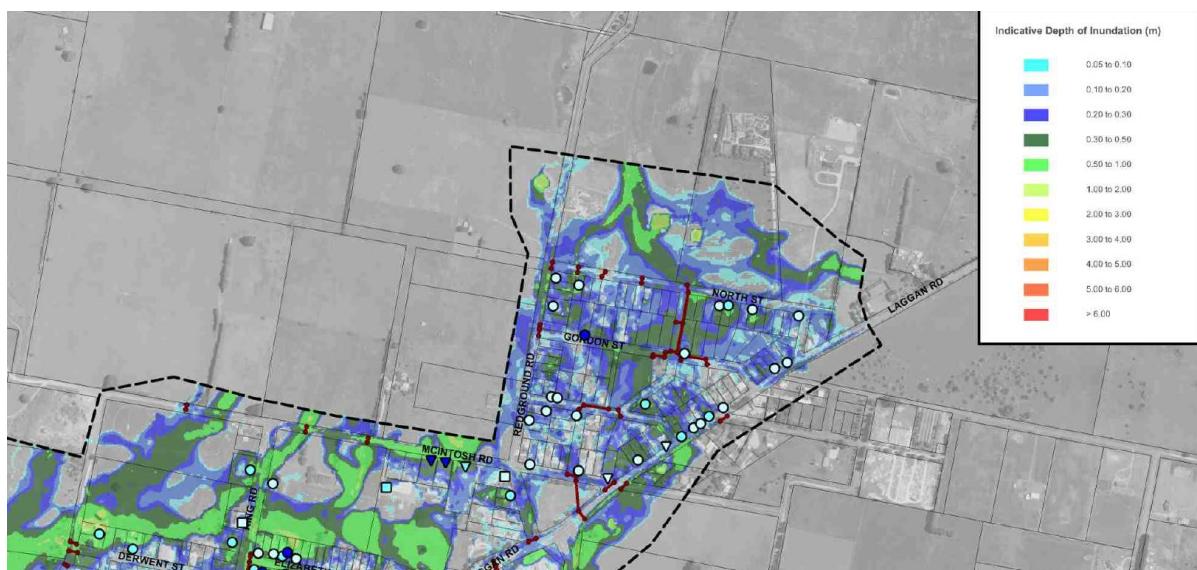 Indicative Depth of Inundation (m)
0.05 to 0.10
0.10 to 0.20
0.20 to 0.30
0.30 to 0.50
0.50 to 1.00
1.00 to 2.00
2.00 to 3.00
3.00 to 4.00
4.00 to 5.00
5.00 to 6.00
> 6.00
NORTH ST
LAGGAN RD
GORDON ST
REDGROUND RD
MCINTOSH RD
DERWENT ST